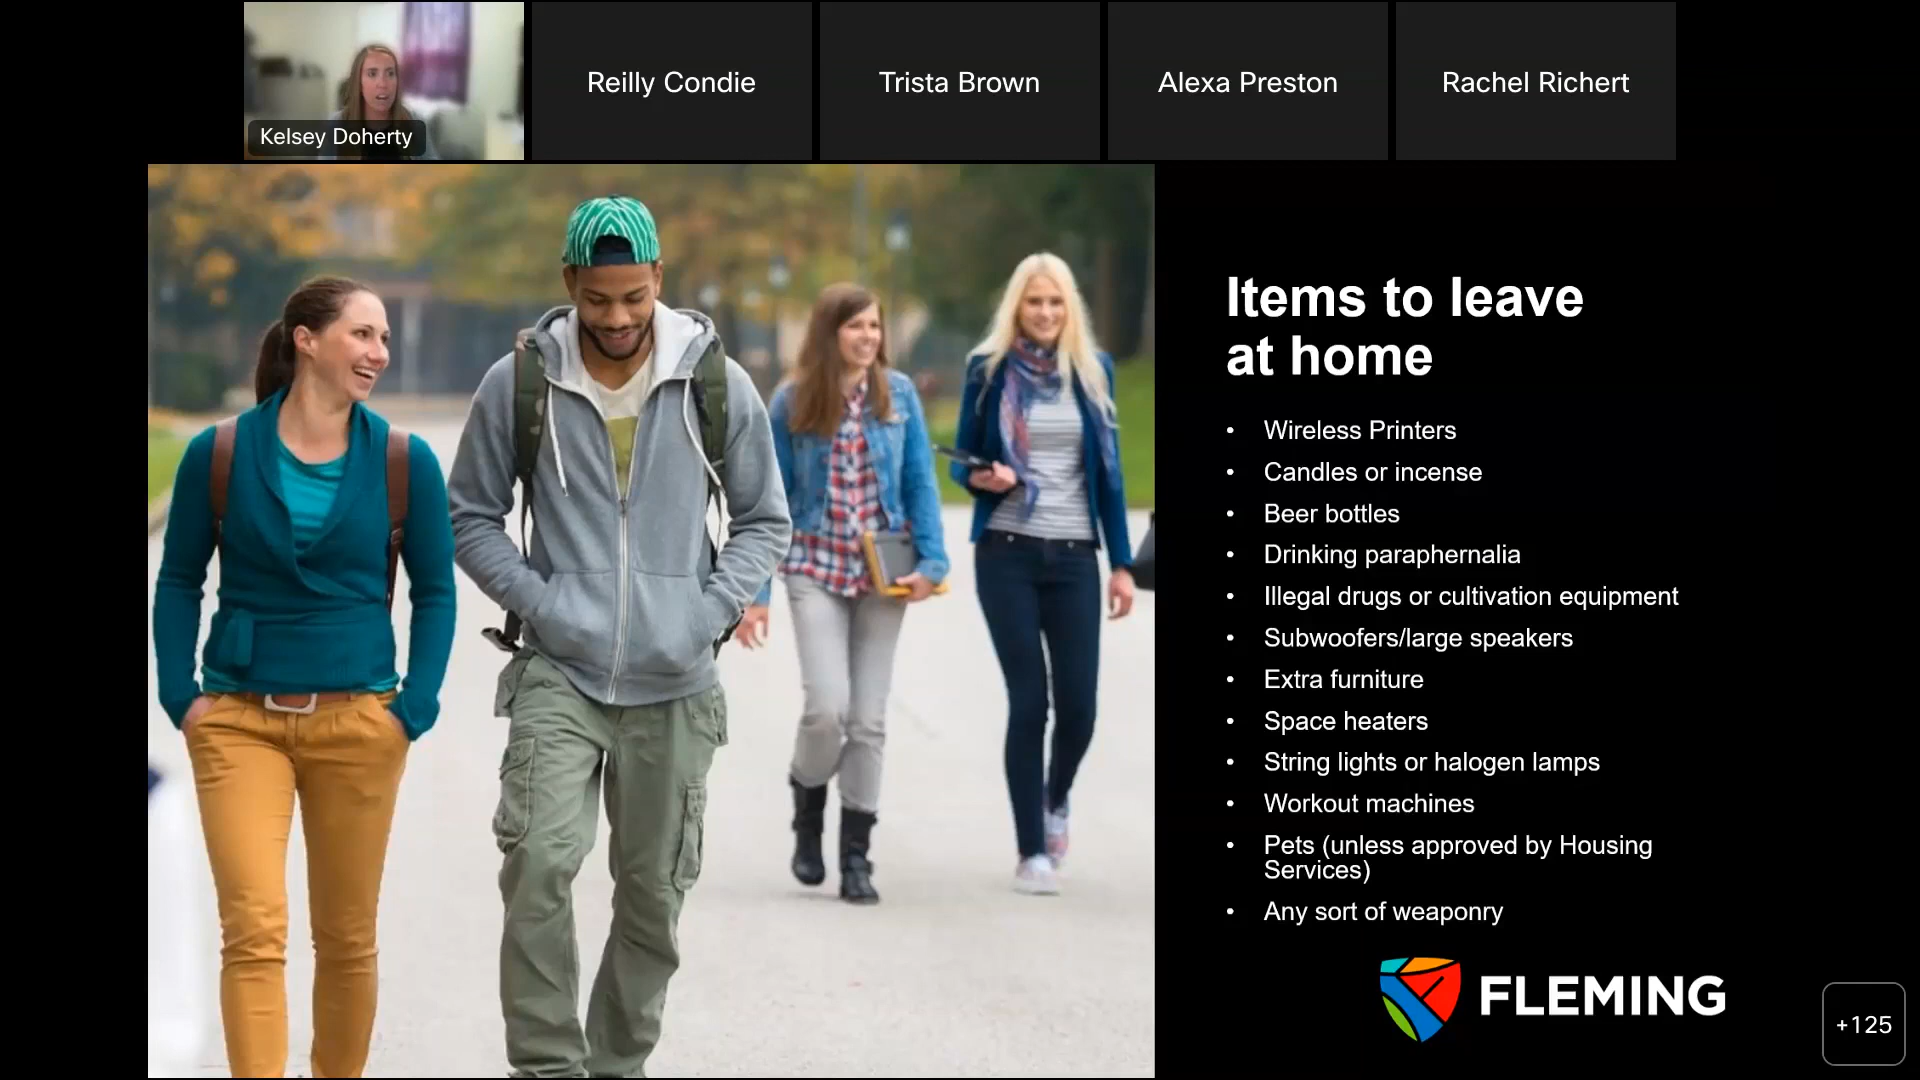 Kelsey Doherty
Reilly Condie
Trista Brown
Alexa Preston
Rachel Richert
Items to leave
at home
• Wireless Printers
• Candles or incense
• Beer bottles
• Drinking paraphernalia
• Illegal drugs or cultivation equipment
• Subwoofers/large speakers
• Extra furniture
• Space heaters
• String lights or halogen lamps
• Workout machines
• Pets (unless approved by Housing
Services)
• Any sort of weaponry
FLEMING
+125